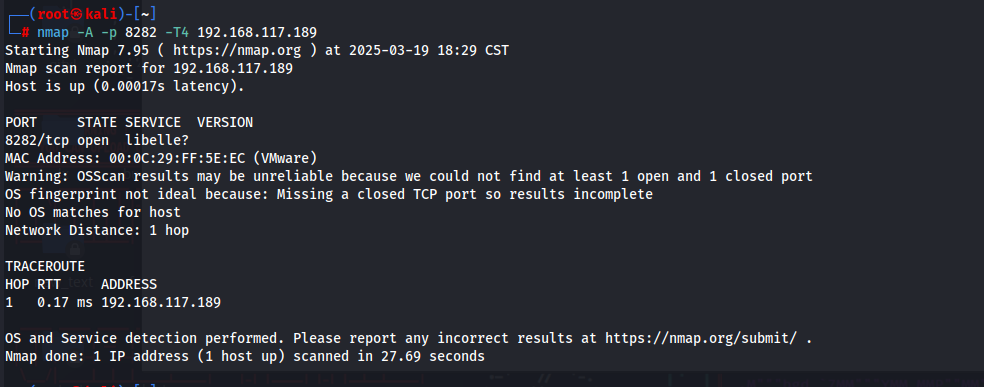 ┌──(root㉿kali)-[~]
└─# nmap -A -p 8282 -T4 192.168.117.189
Starting Nmap 7.95 ( https://nmap.org ) at 2025-03-19 18:29 CST
Nmap scan report for 192.168.117.189
Host is up (0.00017s latency).

PORT     STATE SERVICE  VERSION
8282/tcp open  libelle?
MAC Address: 00:0C:29:FF:5E:EC (VMware)
Warning: OSScan results may be unreliable because we could not find at least 1 open and 1 closed port
OS fingerprint not ideal because: Missing a closed TCP port so results incomplete
No OS matches for host
Network Distance: 1 hop

TRACEROUTE
HOP RTT     ADDRESS
1   0.17 ms 192.168.117.189

OS and Service detection performed. Please report any incorrect results at https://nmap.org/submit/ .
Nmap done: 1 IP address (1 host up) scanned in 27.69 seconds